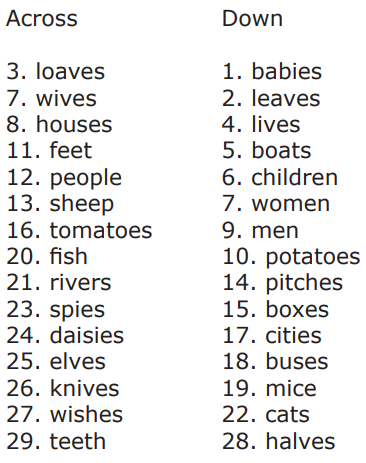 Across
3. loaves
7. wives
8. houses
11. feet
12. people
13. sheep
16. tomatoes
20. fish
21. rivers
23. spies
24. daisies
25. elves
26. knives
27. wishes
29. teeth
Down
1. babies
2. leaves
4. lives
5. boats
6. children
7. women
9. men
10. potatoes
14. pitches
15. boxes
17. cities
18. buses
19. mice
22. cats
28. halves